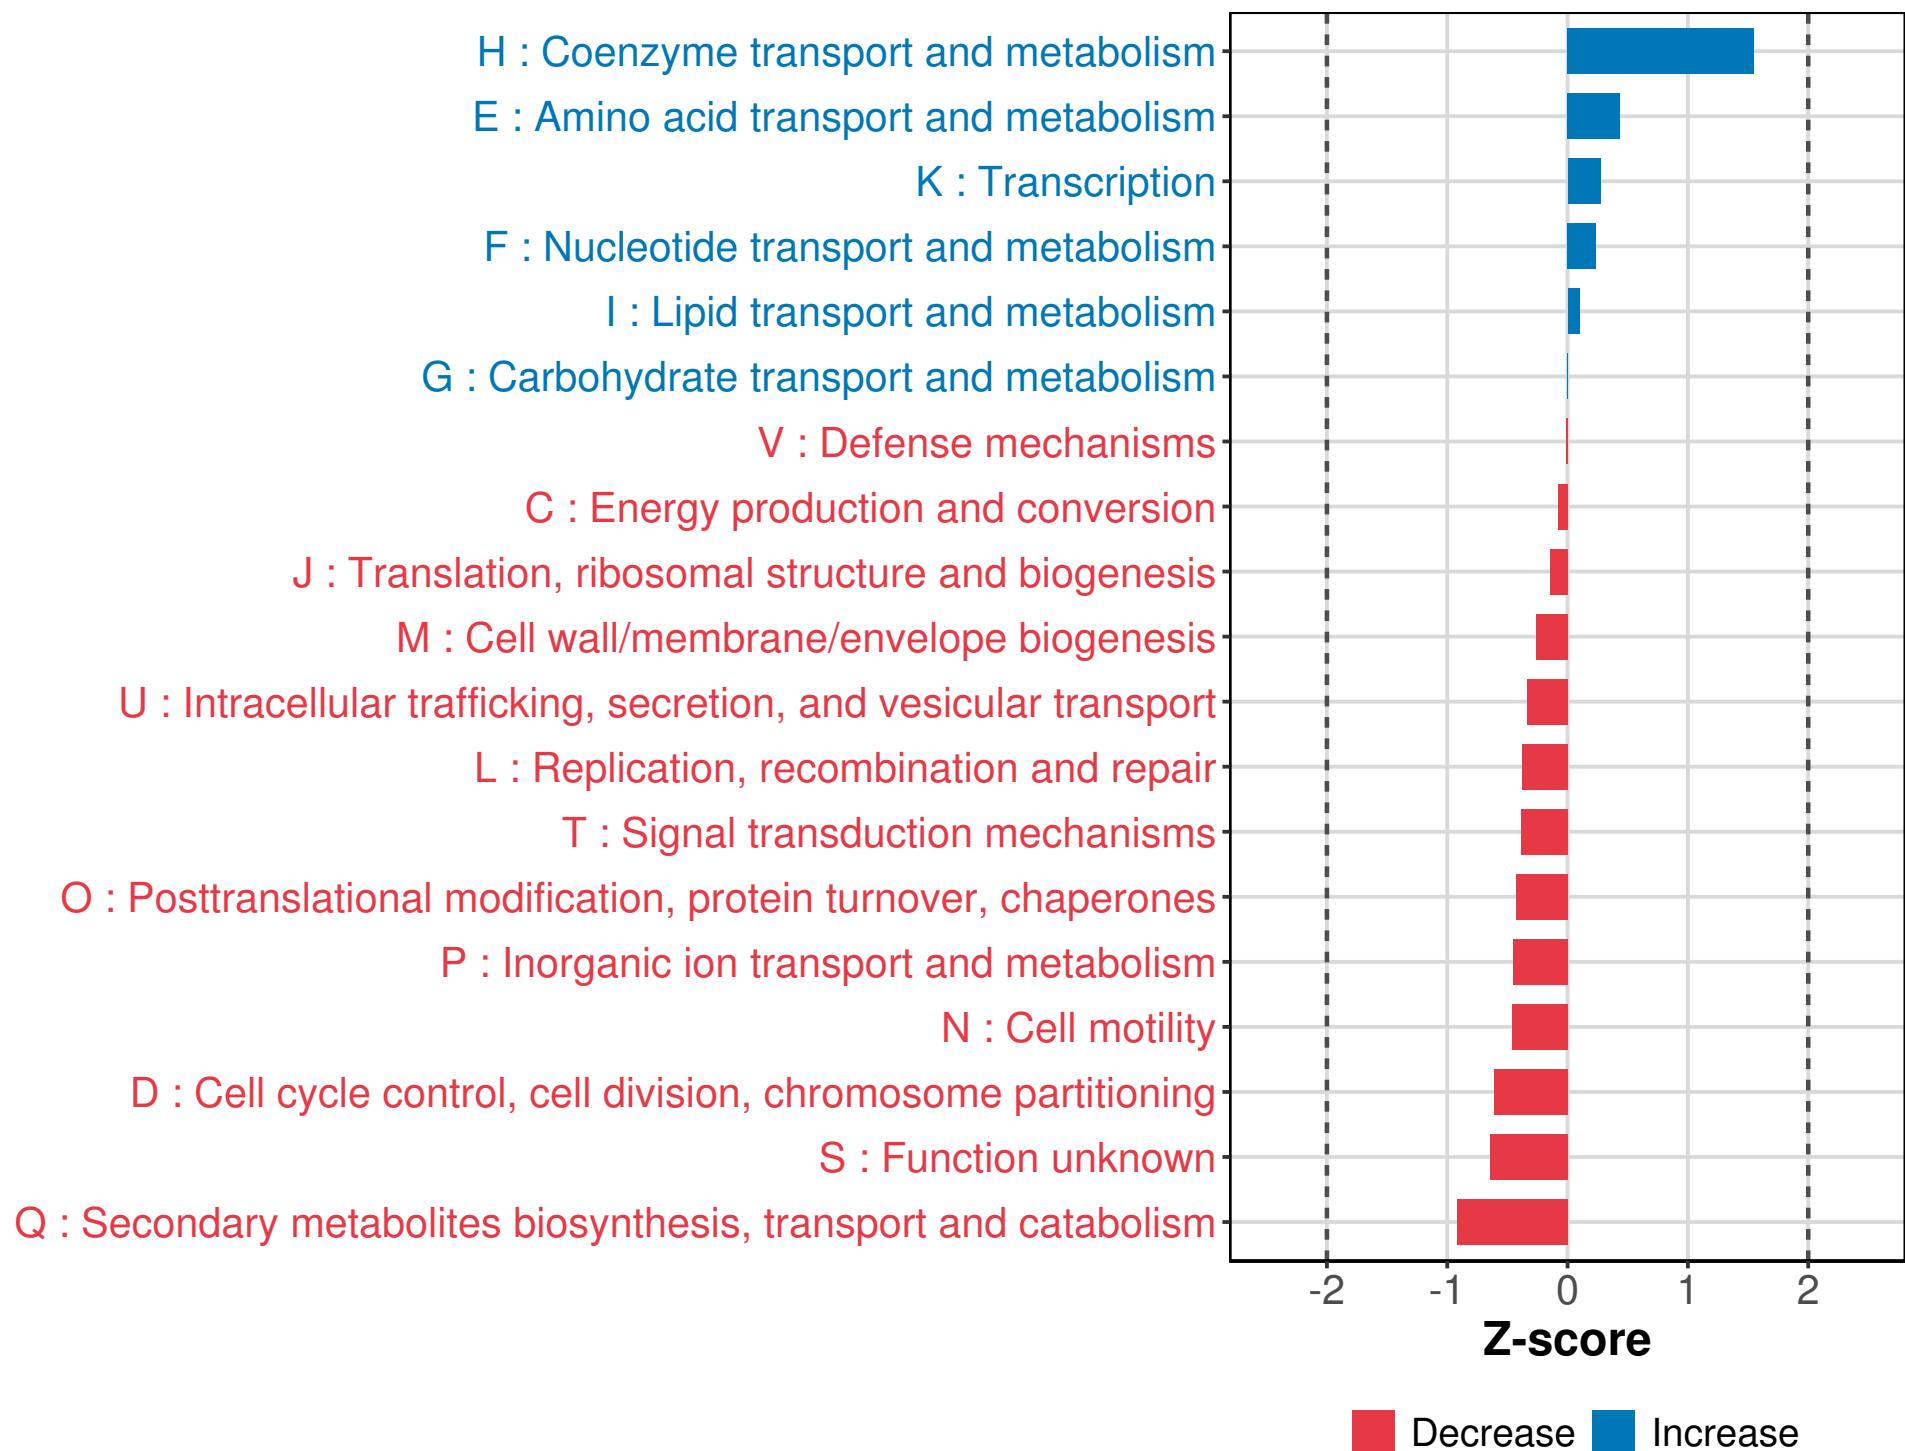 H : Coenzyme transport and metabolism
E : Amino acid transport and metabolism
K : Transcription
F : Nucleotide transport and metabolism
I : Lipid transport and metabolism
G : Carbohydrate transport and metabolism
V : Defense mechanisms
C : Energy production and conversion
J : Translation, ribosomal structure and biogenesis
M : Cell wall/membrane/envelope biogenesis
U : Intracellular trafficking, secretion, and vesicular transport
L : Replication, recombination and repair
T : Signal transduction mechanisms
O : Posttranslational modification, protein turnover, chaperones
P : Inorganic ion transport and metabolism
N : Cell motility
D : Cell cycle control, cell division, chromosome partitioning
S : Function unknown
Q : Secondary metabolites biosynthesis, transport and catabolism
-2 -1 0 1 2
Z-score
Decrease Increase